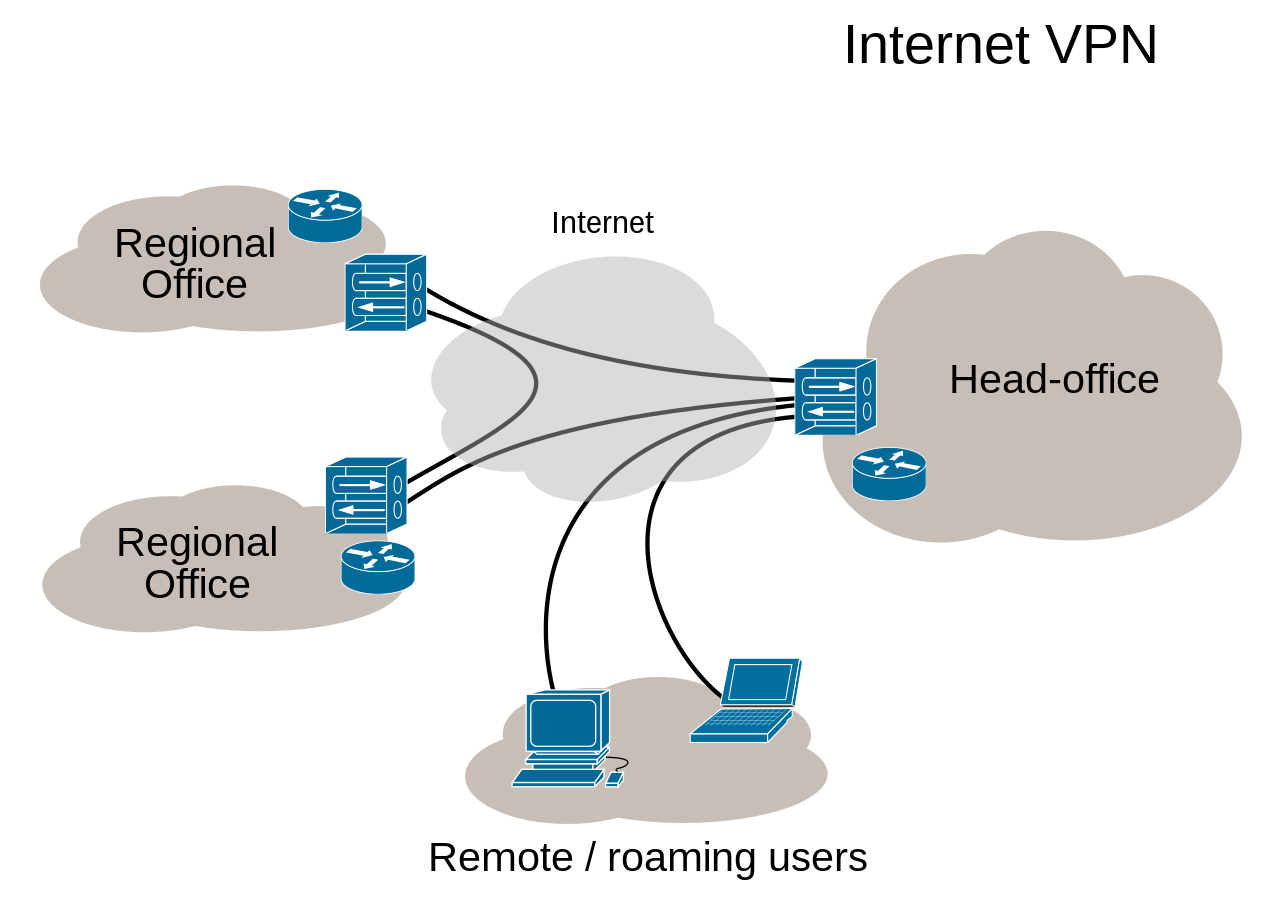 Internet VPN
Regional
Office
Internet
Head-office
Regional
Office
Remote / roaming users